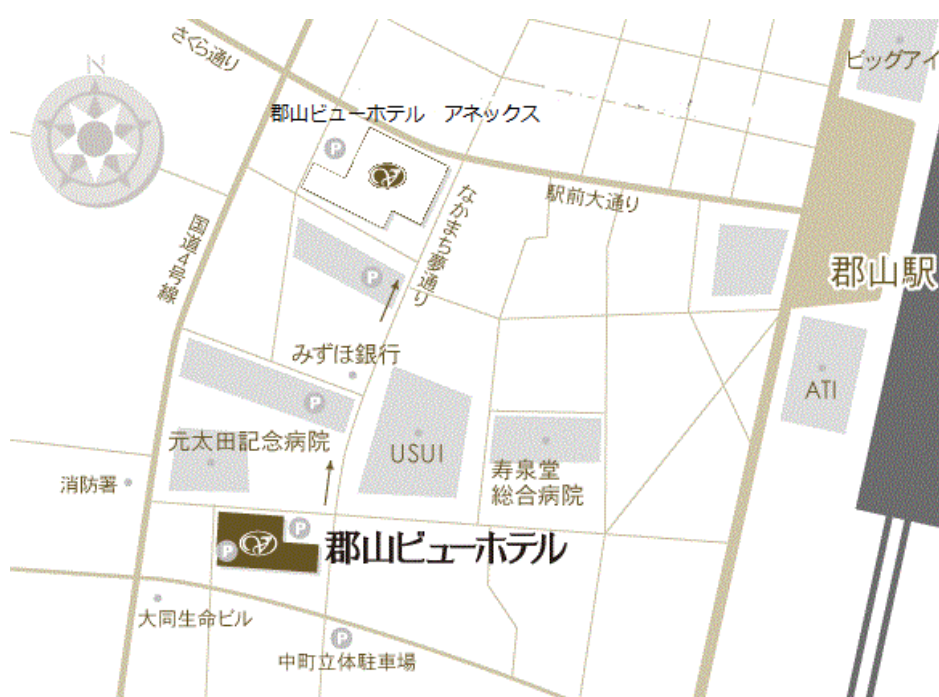 さくら通り
N
ビッグアイ
郡山ビューホテル　アネックス
P
駅前大通り
なかまち夢通り
国道4号線
郡山駅
P
みずほ銀行
ATI
P
元太田記念病院
USUI
寿泉堂
総合病院
消防署
P
P
郡山ビューホテル
大同生命ビル
P
中町立体駐車場